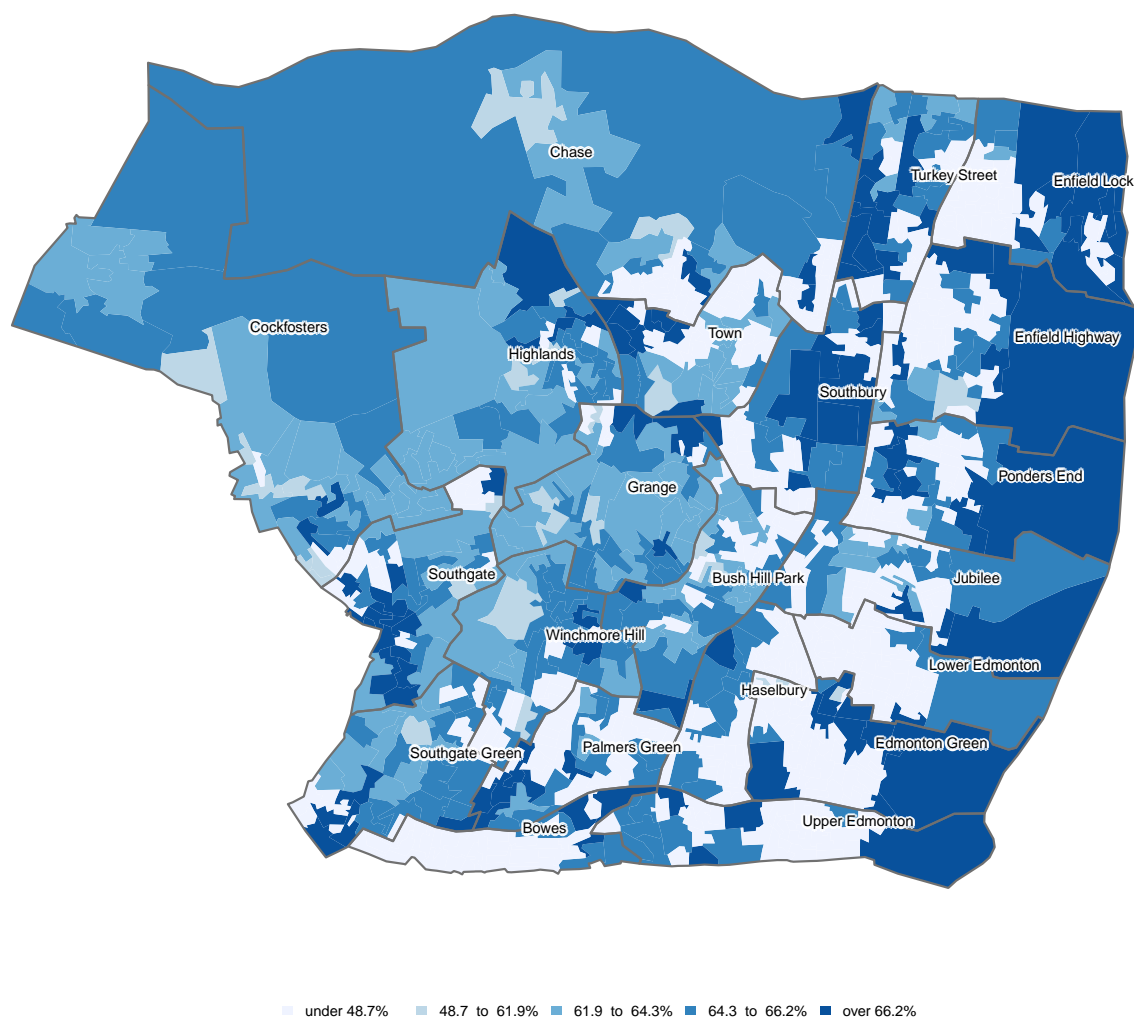 Chase
Turkey Street
Enfield Lock
Cockfosters
Town
Enfield Highway
Highlands
Southbury
Ponders End
Grange
Southgate
Bush Hill Park
Jubilee
Winchmore Hill
Lower Edmonton
Haselbury
Edmonton Green
Southgate Green
Palmers Green
Upper Edmonton
Bowes
under 48.7% 48.7 to 61.9% 61.9 to 64.3% 64.3 to 66.2% over 66.2%